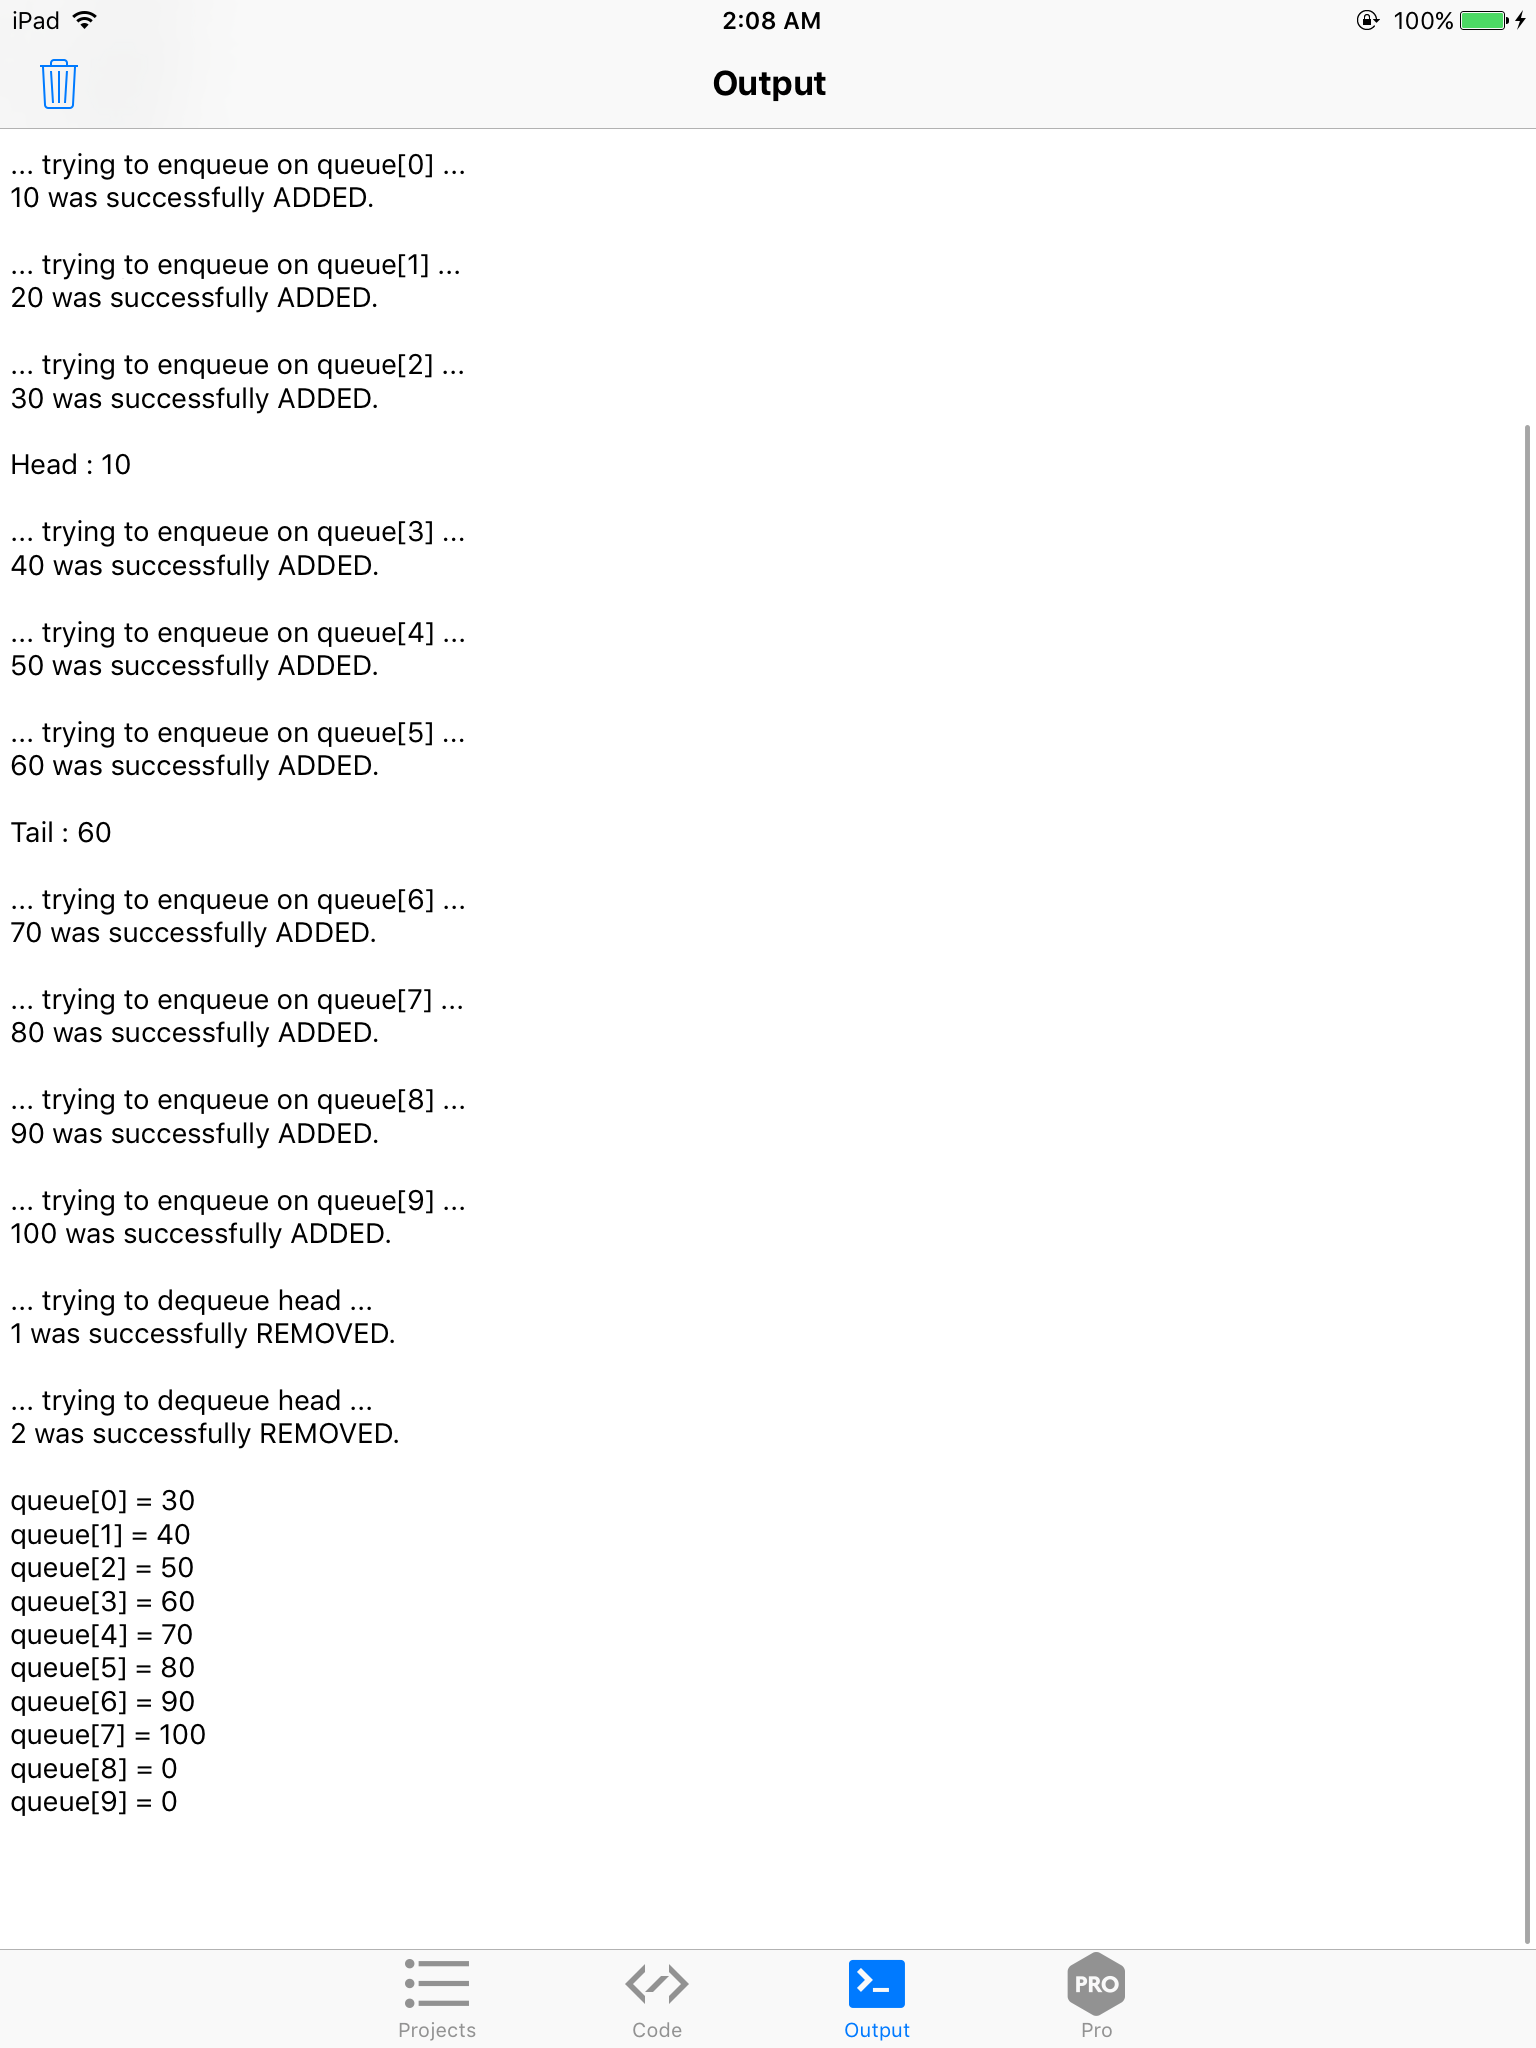 iPad
2:08 AM
100%
Output
... trying to enqueue on queue[0] ...
10 was successfully ADDED.
... trying to enqueue on queue[1] ...
20 was successfully ADDED.
... trying to enqueue on queue[2] ...
30 was successfully ADDED.
Head : 10
... trying to enqueue on queue[3] ...
40 was successfully ADDED.
... trying to enqueue on queue[4] ...
50 was successfully ADDED.
... trying to enqueue on queue[5] ...
60 was successfully ADDED.
Tail : 60
... trying to enqueue on queue[6] ...
70 was successfully ADDED.
... trying to enqueue on queue[7] ...
80 was successfully ADDED.
... trying to enqueue on queue[8] ...
90 was successfully ADDED.
... trying to enqueue on queue[9] ...
100 was successfully ADDED.
... trying to dequeue head ...
1 was successfully REMOVED.
... trying to dequeue head ...
2 was successfully REMOVED.
queue[0] = 30
queue[1] = 40
queue[2] = 50
queue[3] = 60
queue[4] = 70
queue[5] = 80
queue[6] = 90
queue[7] = 100
queue[8] = 0
queue[9] = 0
PRO
Projects
Code
Output
Pro